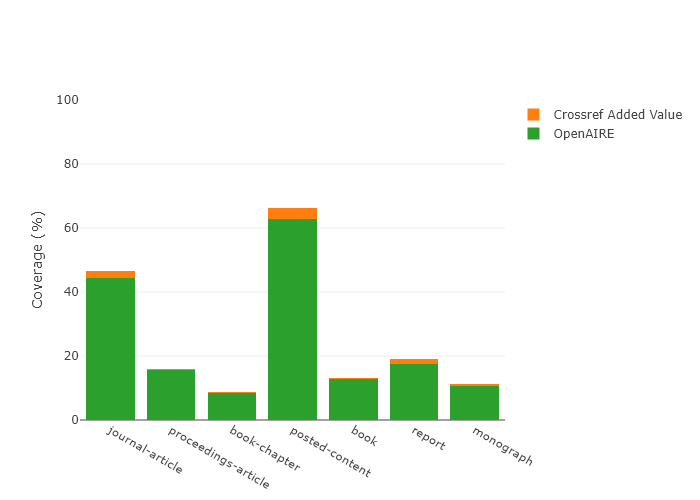 100
80
60
40
20
0
Coverage (%)
journal-article
proceedings-article
book-chapter
posted-content
book
report
monograph
Crossref Added Value
OpenAIRE